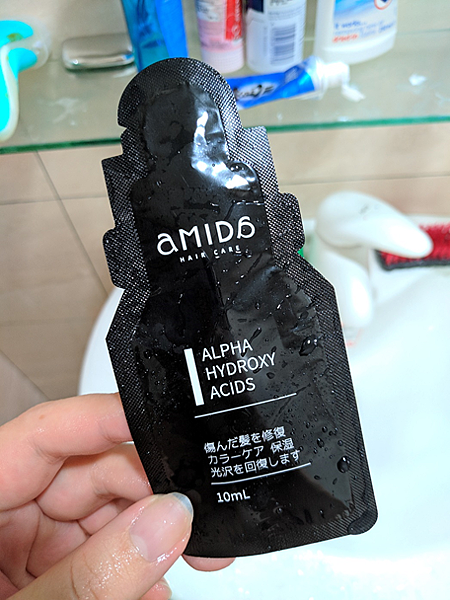 aMIDa
HAIR CARE
ALPHA
HYDROXY
ACIDS
傷んだ髪を修復
カラーケア 保湿
光沢を回復します
10mL